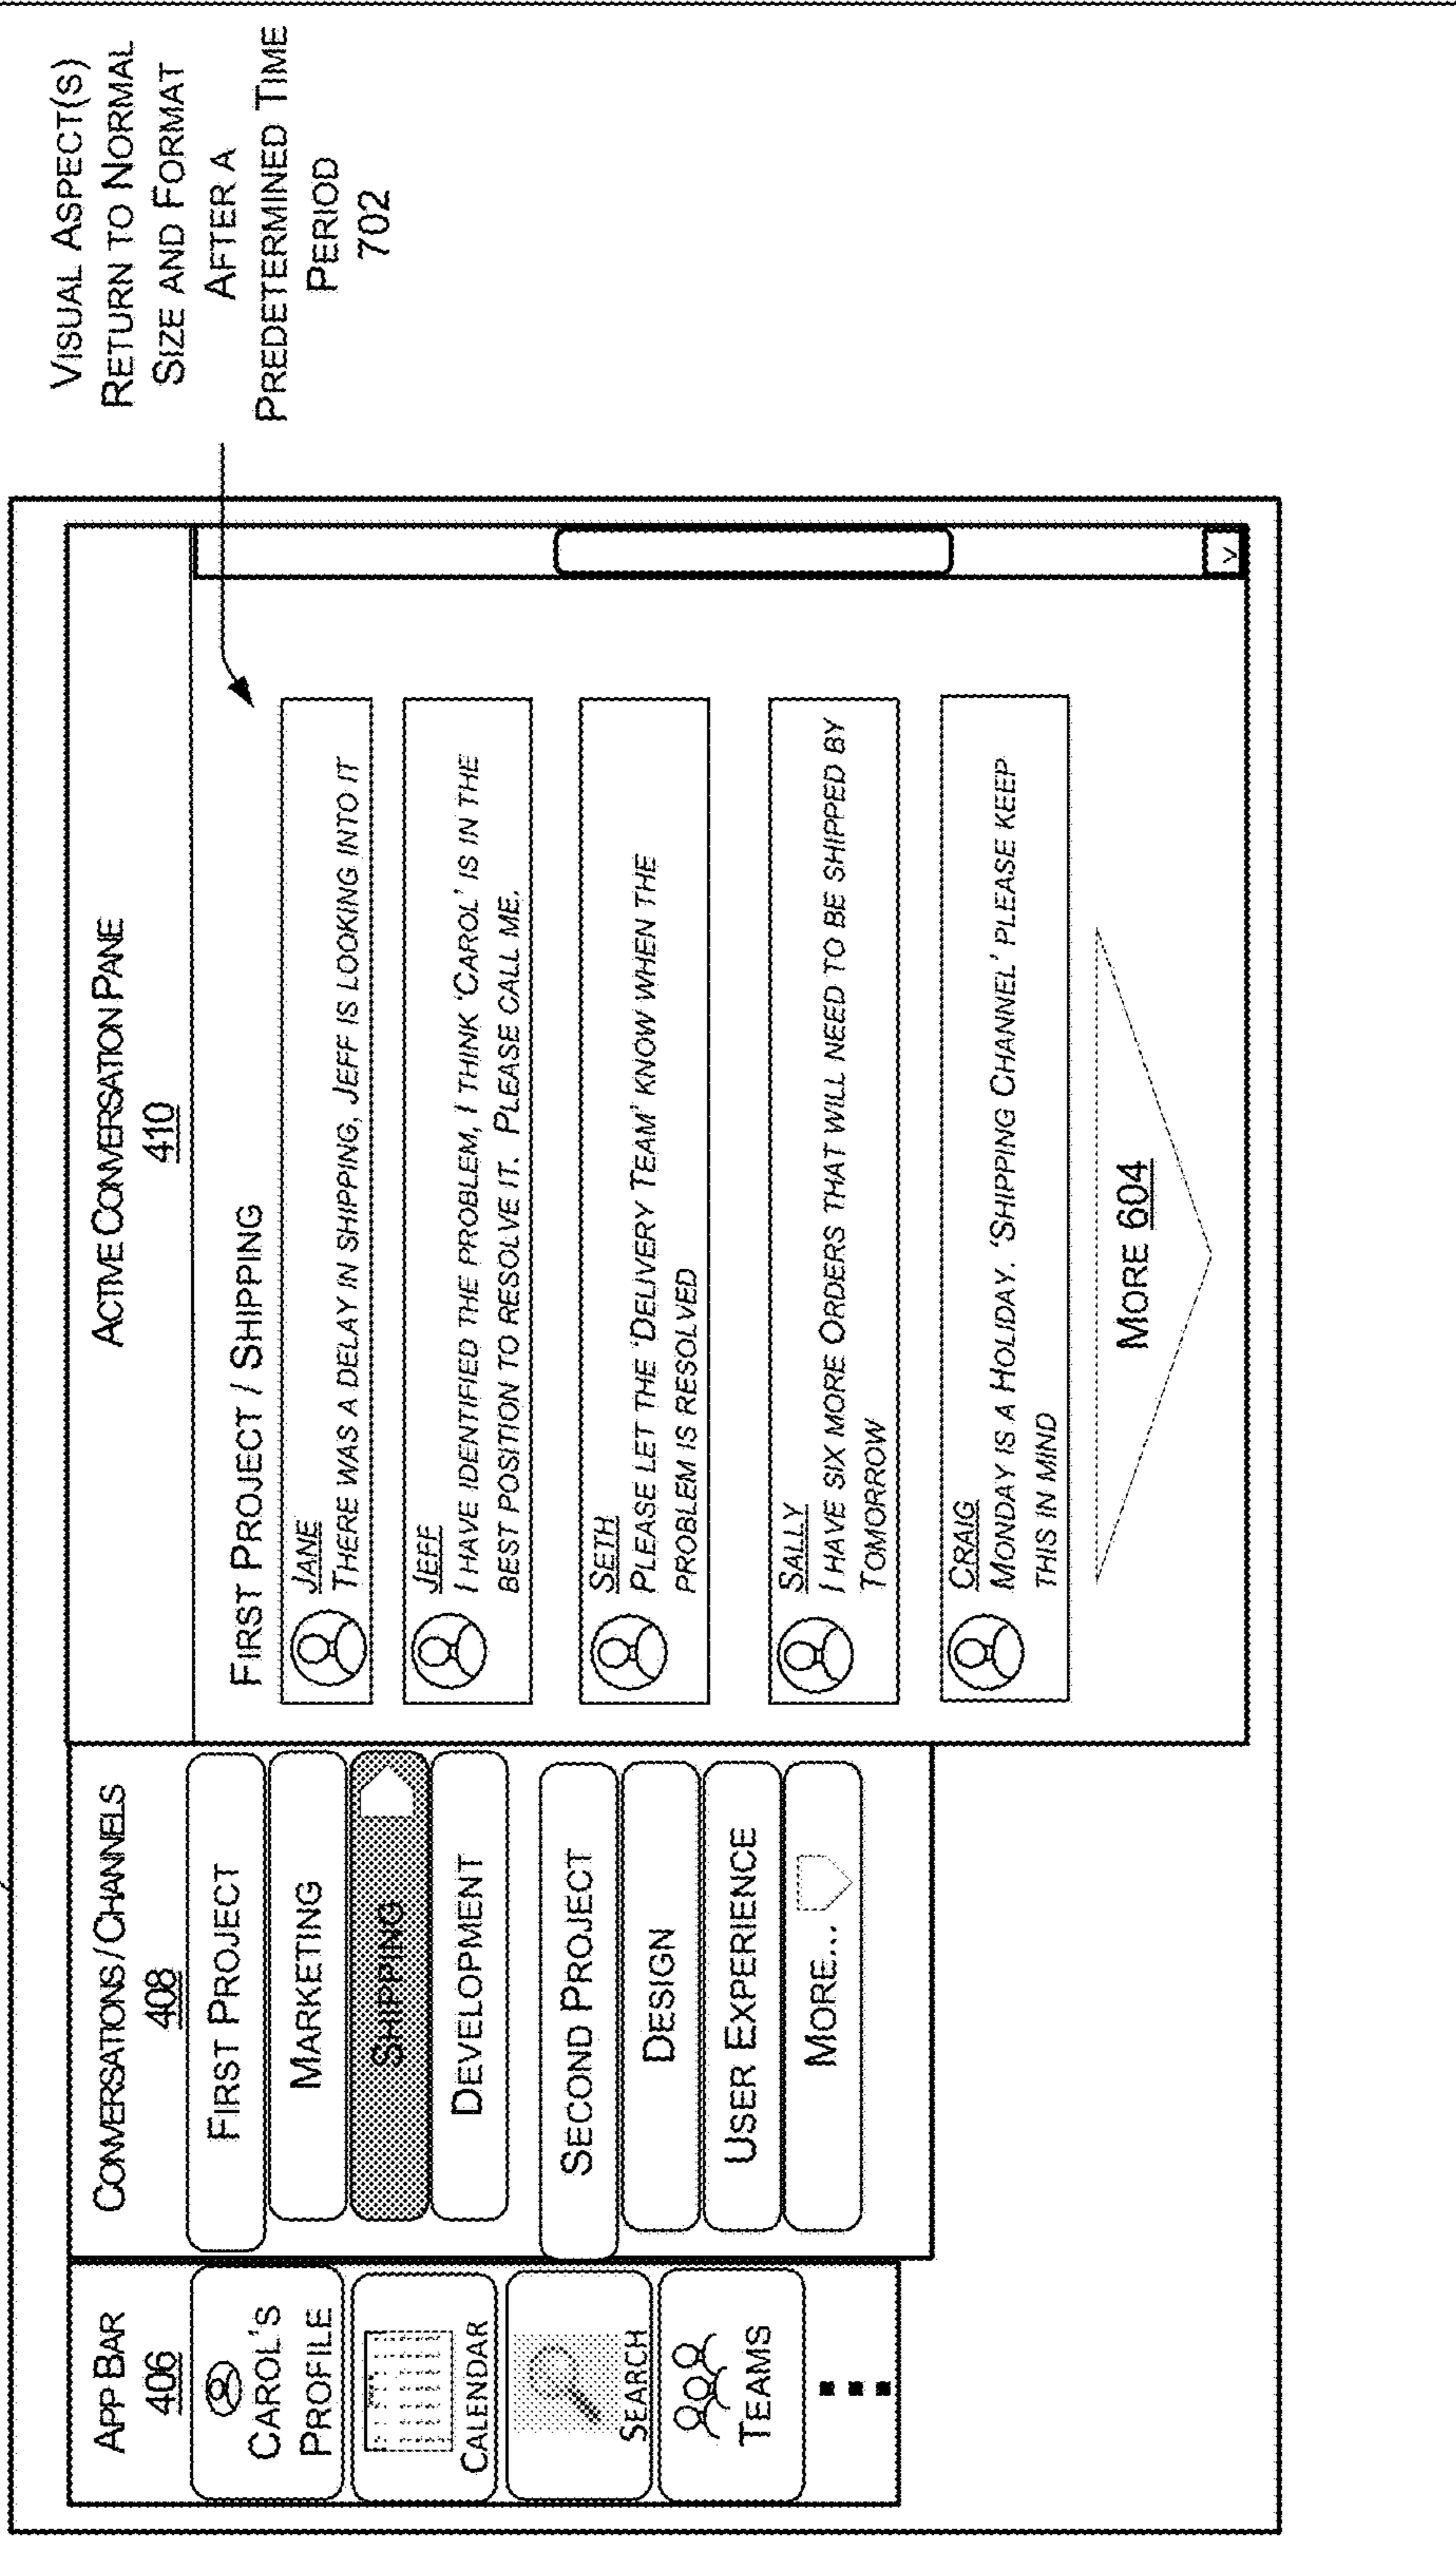 APP BAR
406
CAROL'S
PROFILE
CALENDAR
SEARCH
TEAMS
CONVERSATIONS / CHANNELS
408
FIRST PROJECT
MARKETING
SHIPPING
DEVELOPMENT
SECOND PROJECT
DESIGN
USER EXPERIENCE
MORE...
ACTIVE CONVERSATION PANE
410
FIRST PROJECT / SHIPPING
JANE
THERE WAS A DELAY IN SHIPPING, JEFF IS LOOKING INTO IT
JEFF
I HAVE IDENTIFIED THE PROBLEM, I THINK 'CAROL' IS IN THE
BEST POSITION TO RESOLVE IT. PLEASE CALL ME.
SETH
PLEASE LET THE 'DELIVERY TEAM' KNOW WHEN THE
PROBLEM IS RESOLVED
SALLY
I HAVE SIX MORE ORDERS THAT WILL NEED TO BE SHIPPED BY
TOMORROW
CRAIG
MONDAY IS A HOLIDAY. 'SHIPPING CHANNEL' PLEASE KEEP
THIS IN MIND
MORE 604
VISUAL ASPECT(S)
RETURN TO NORMAL
SIZE AND FORMAT
AFTER A
PREDETERMINED TIME
PERIOD
702